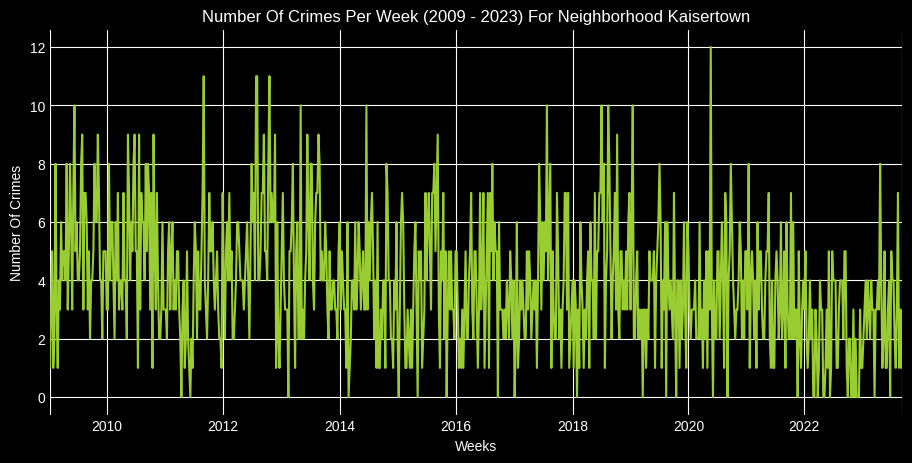 Number Of Crimes Per Week (2009 - 2023) For Neighborhood Kaisertown
Number Of Crimes
12
10
8
6
4
2
0
2010 2012 2014 2016 2018 2020 2022
Weeks